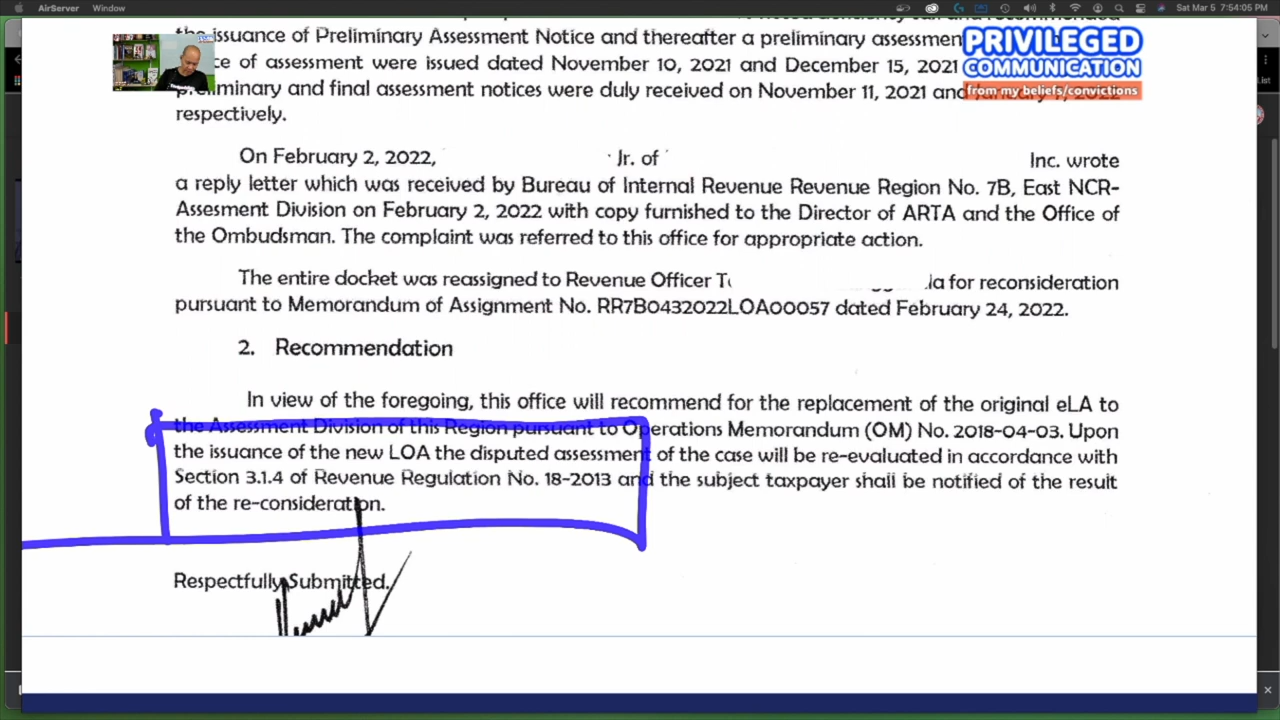 AirServer Window
Sat Mar 5 7:54:05 PM
the issuance of Preliminary Assessment Notice and thereafter a preliminary assessmen
PRIVILEGED
COMMUNICATION
from my beliefs/convictions
ce of assessment were issued dated November 10, 2021 and December 15, 2021
liminary and final assessment notices were duly received on November 11, 2021 and January 7, 2022
respectively.
On February 2, 2022, Jr. of Inc. wrote
a reply letter which was received by Bureau of Internal Revenue Revenue Region No. 7B, East NCR-
Assesment Division on February 2, 2022 with copy furnished to the Director of ARTA and the Office of
the Ombudsman. The complaint was referred to this office for appropriate action.
The entire docket was reassigned to Revenue Officer for reconsideration
pursuant to Memorandum of Assignment No. RR7B0432022LOA00057 dated February 24, 2022.
2. Recommendation
In view of the foregoing, this office will recommend for the replacement of the original eLA to
the Assessment Division of this Region pursuant to Operations Memorandum (OM) No. 2018-04-03. Upon
the issuance of the new LOA the disputed assessment of the case will be re-evaluated in accordance with
Section 3.1.4 of Revenue Regulation No. 18-2013 and the subject taxpayer shall be notified of the result
of the re-consideration.
Respectfully Submitted.